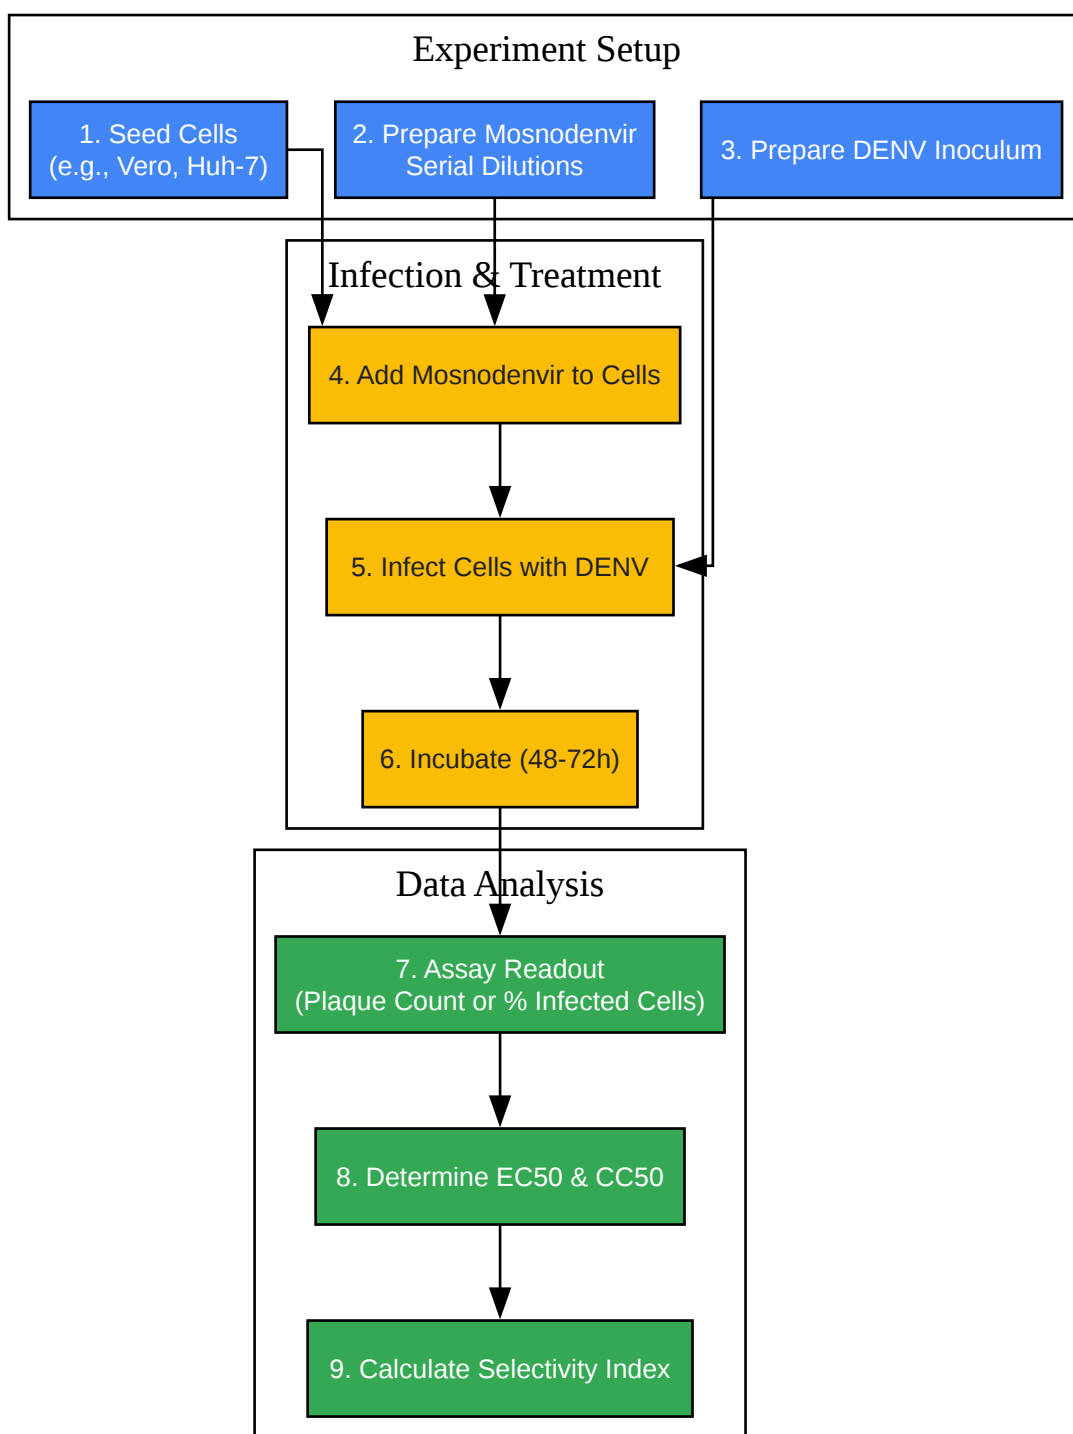 Experiment Setup
1. Seed Cells
(e.g., Vero, Huh-7)
2. Prepare Mosnodenvir
Serial Dilutions
3. Prepare DENV Inoculum
Infection & Treatment
4. Add Mosnodenvir to Cells
5. Infect Cells with DENV
6. Incubate (48-72h)
Data Analysis
7. Assay Readout
(Plaque Count or % Infected Cells)
8. Determine EC50 & CC50
9. Calculate Selectivity Index